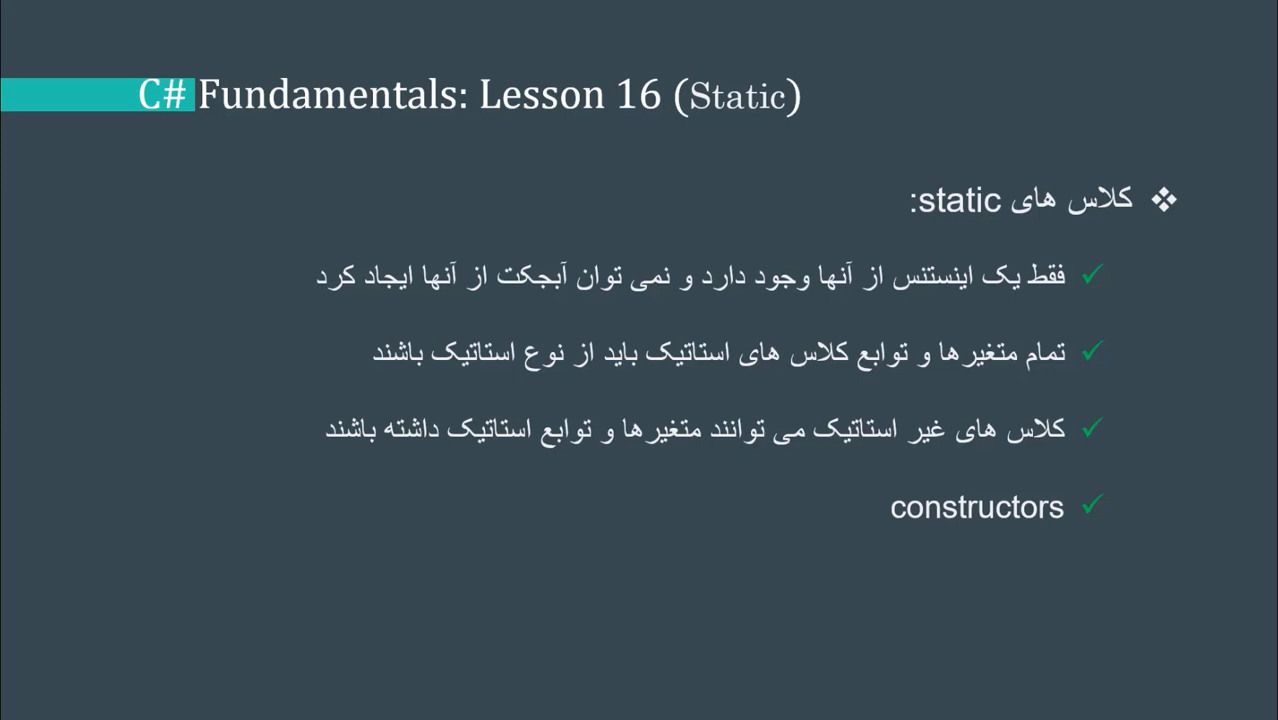 C# Fundamentals: Lesson 16 (Static)
❖ کلاس های static:
✓ فقط یک اینستنس از آنها وجود دارد و نمی توان آبجکت از آنها ایجاد کرد
✓ تمام متغیرها و توابع کلاس های استاتیک باید از نوع استاتیک باشند
✓ کلاس های غیر استاتیک می توانند متغیرها و توابع استاتیک داشته باشند
✓ constructors